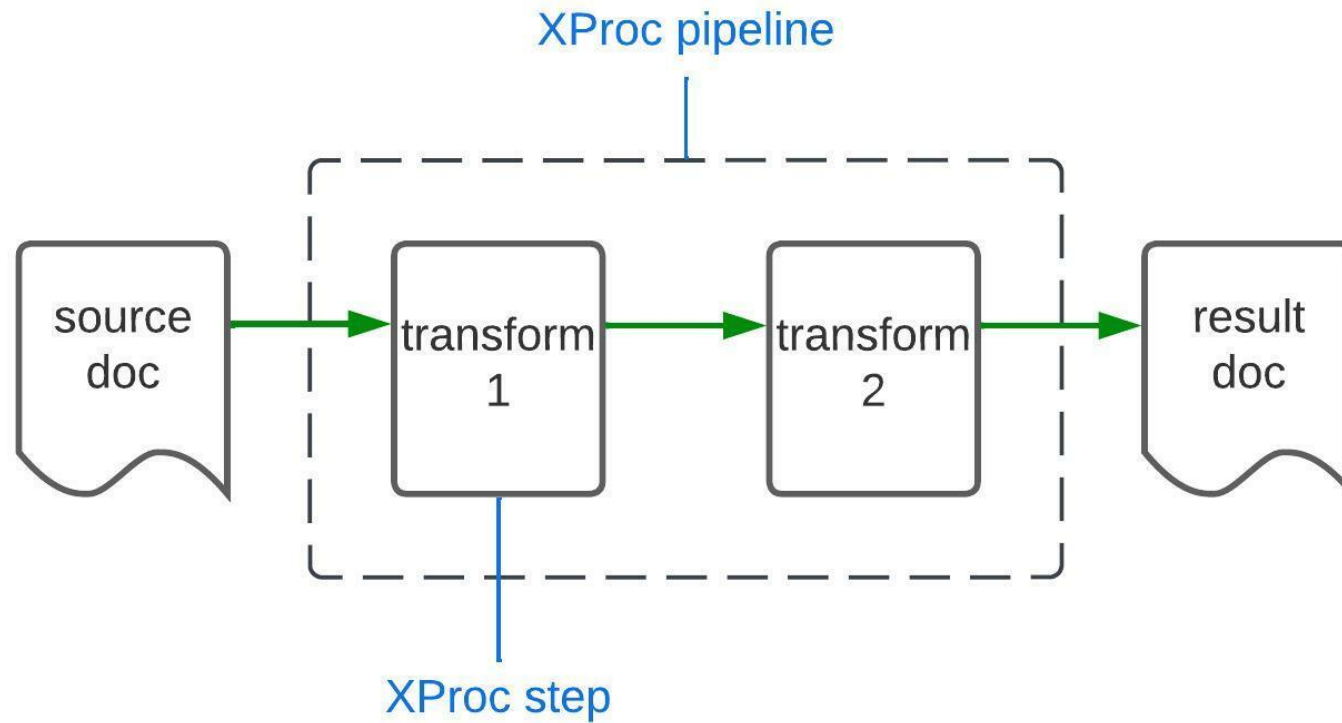 XProc pipeline
source
doc
transform
1
transform
2
result
doc
XProc step